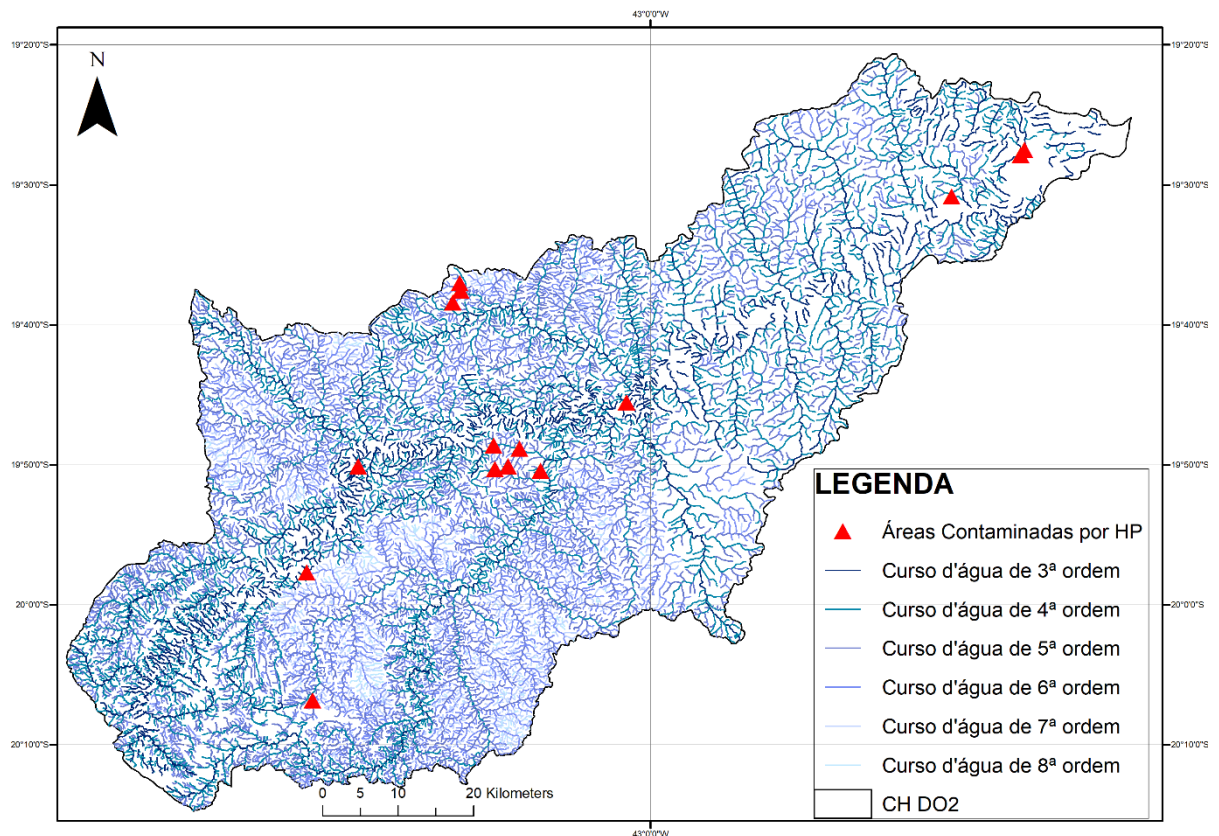 43°0'0"W
19°20'0"S
19°20'0"S
N
19°30'0"S
19°30'0"S
19°40'0"S
19°40'0"S
19°50'0"S
19°50'0"S
20°0'0"S
20°0'0"S
20°10'0"S
20°10'0"S
LEGENDA
Áreas Contaminadas por HP
Curso d'água de 3ª ordem
Curso d'água de 4ª ordem
Curso d'água de 5ª ordem
Curso d'água de 6ª ordem
Curso d'água de 7ª ordem
Curso d'água de 8ª ordem
CH DO2
0 5 10 20 Kilometers
43°0'0"W